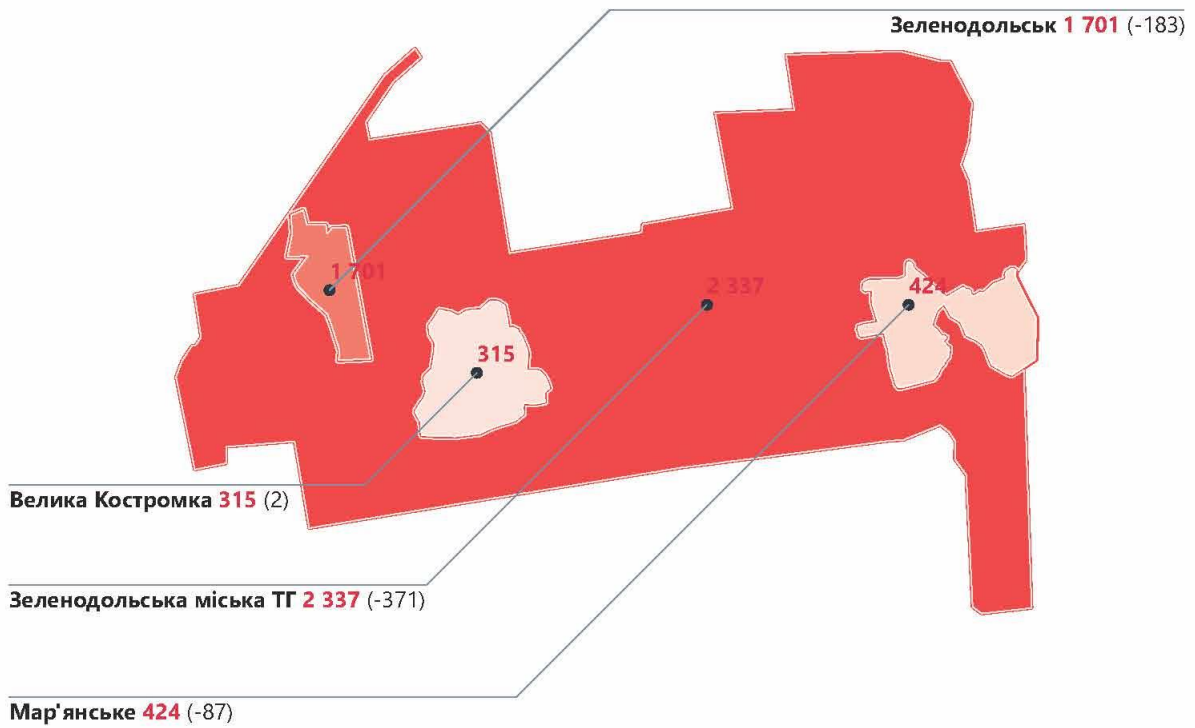 Зеленодольськ 1 701 (-183)
1 701
2 337
424
315
Велика Костромка 315 (2)
Зеленодольська міська ТГ 2 337 (-371)
Мар'янське 424 (-87)